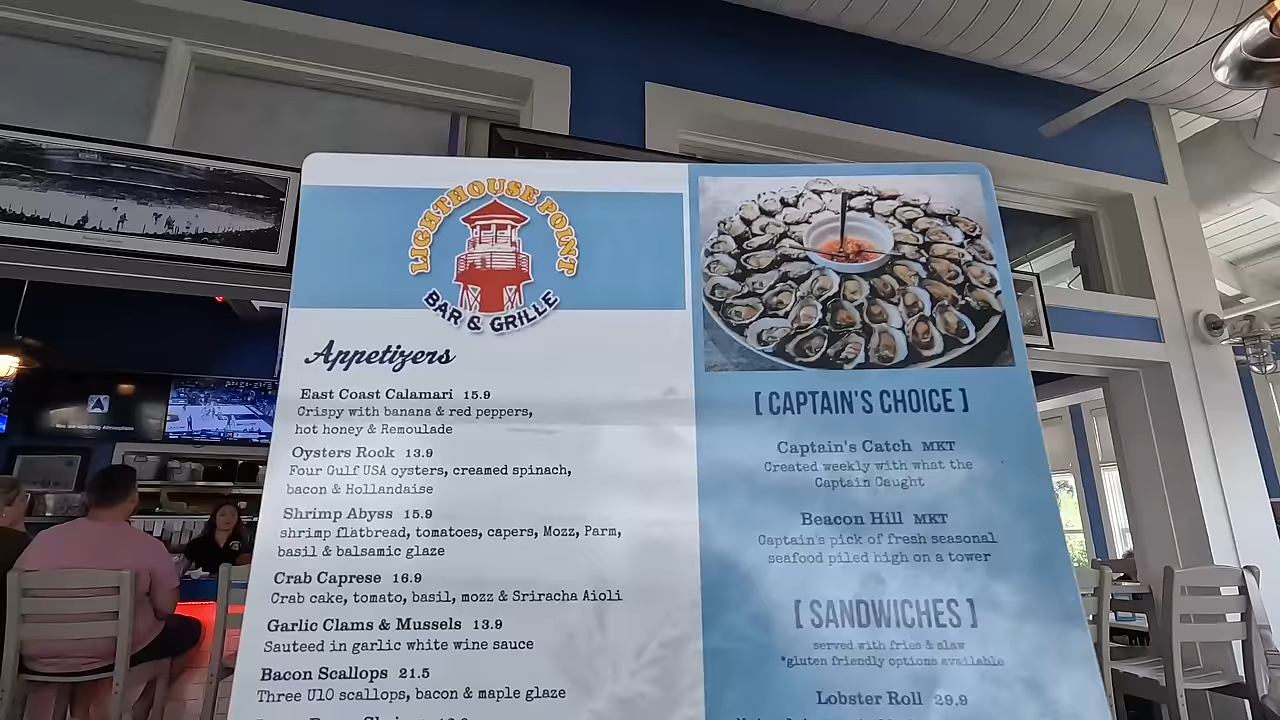 LIGHTHOUSE POINT
BAR & GRILLE
Appetizers
East Coast Calamari 15.9
Crispy with banana & red peppers,
hot honey & Remoulade
Oysters Rock 13.9
Four Gulf USA oysters, creamed spinach,
bacon & Hollandaise
Shrimp Abyss 15.9
shrimp flatbread, tomatoes, capers, Mozz, Parm,
basil & balsamic glaze
Crab Caprese 16.9
Crab cake, tomato, basil, mozz & Sriracha Aioli
Garlic Clams & Mussels 13.9
Sauteed in garlic white wine sauce
Bacon Scallops 21.5
Three U10 scallops, bacon & maple glaze
[ CAPTAIN'S CHOICE ]
Captain's Catch MKT
Created weekly with what the
Captain Caught
Beacon Hill MKT
Captain's pick of fresh seasonal
seafood piled high on a tower
[ SANDWICHES ]
served with fries & slaw
*gluten friendly options available
Lobster Roll 29.9